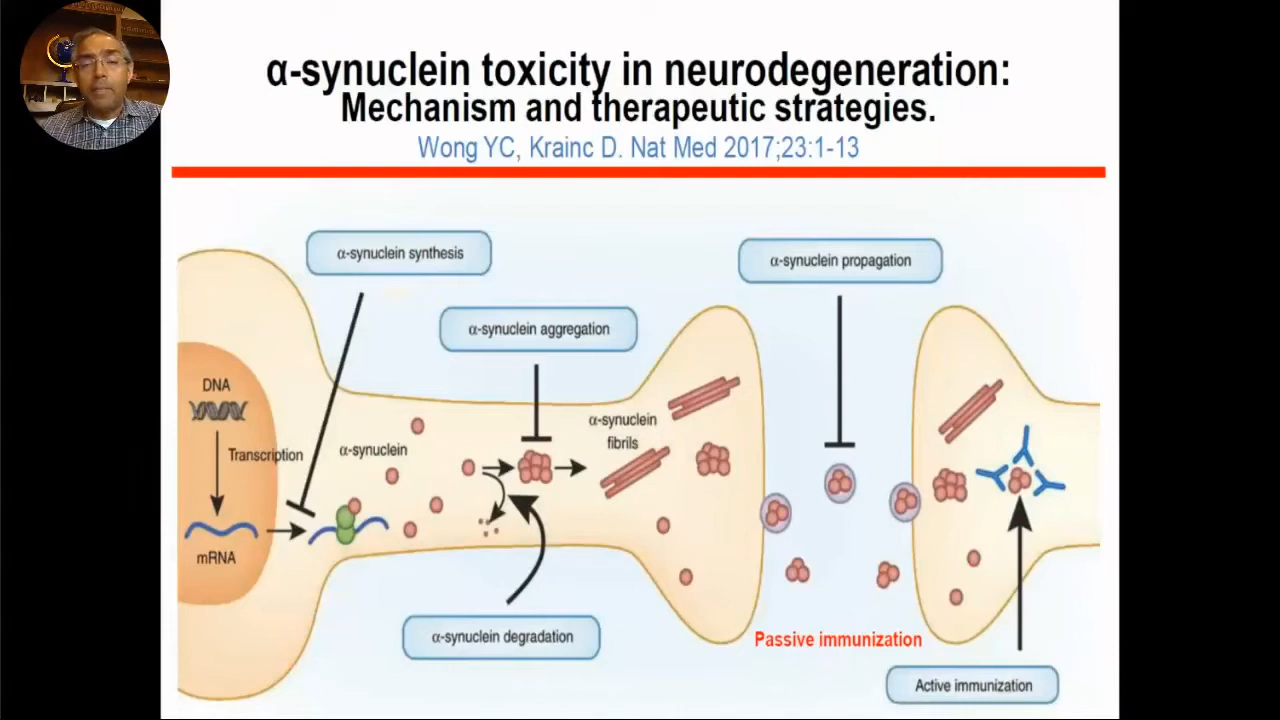 α-synuclein toxicity in neurodegeneration:
Mechanism and therapeutic strategies.
Wong YC, Krainc D. Nat Med 2017;23:1-13
α-synuclein synthesis
α-synuclein propagation
α-synuclein aggregation
DNA
Transcription
α-synuclein
α-synuclein
fibrils
mRNA
α-synuclein degradation
Passive immunization
Active immunization